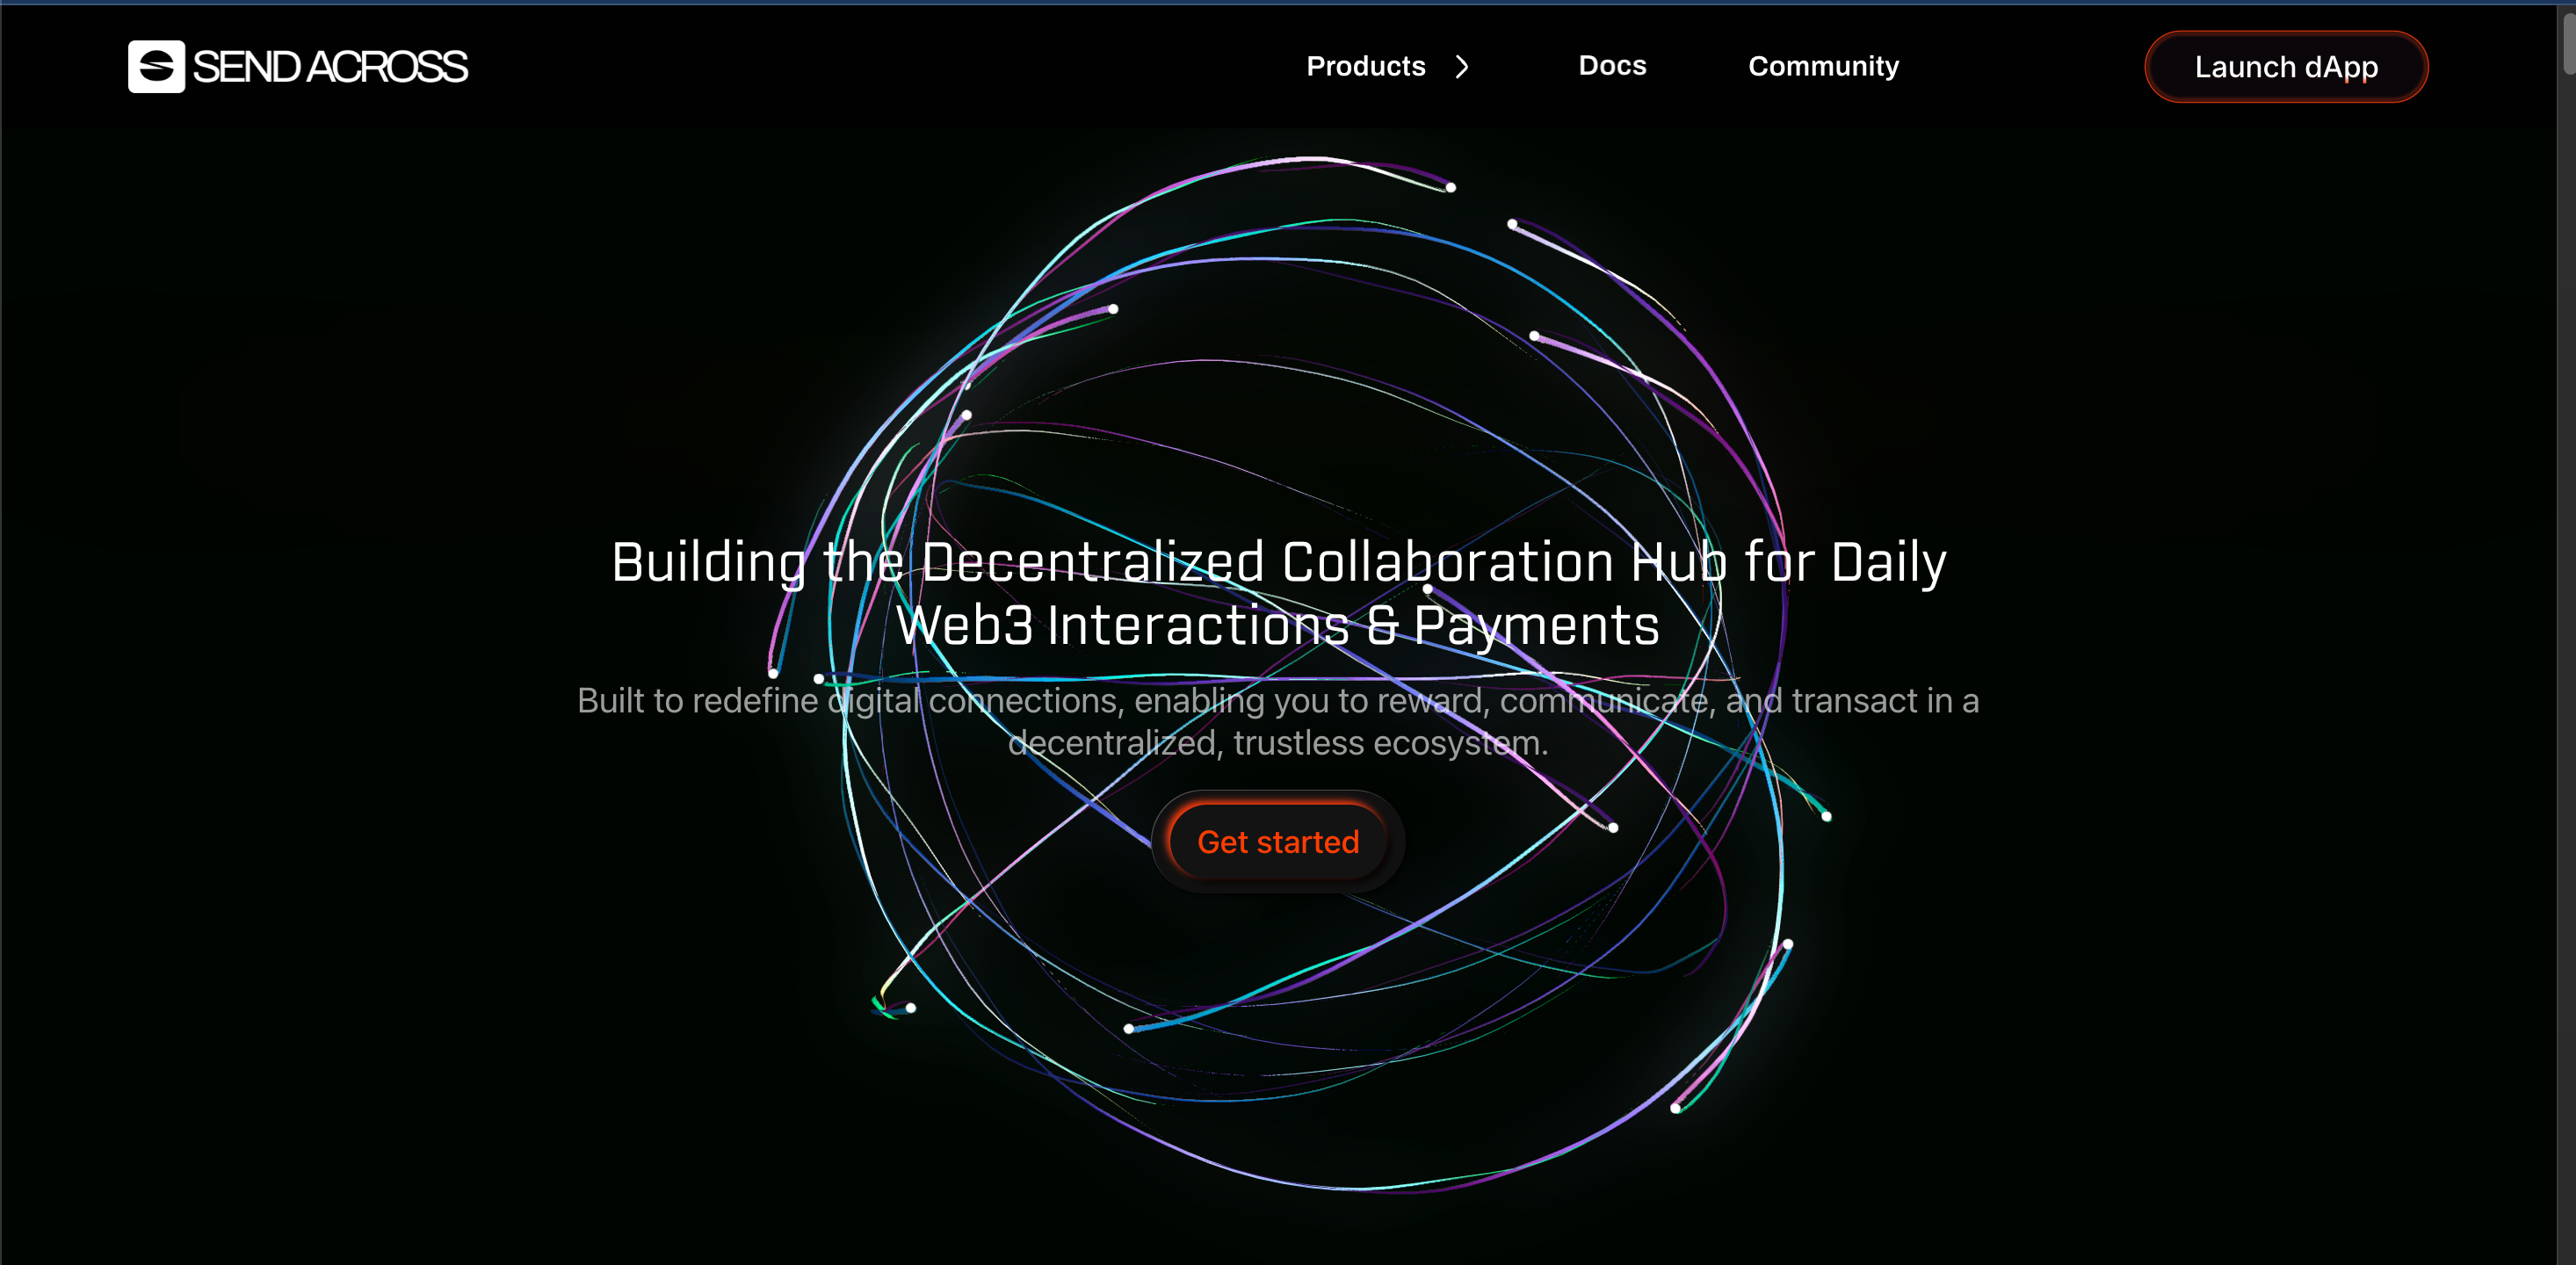 SEND ACROSS
Products
Docs
Community
Launch dApp
Building the Decentralized Collaboration Hub for Daily
Web3 Interactions & Payments
Built to redefine digital connections, enabling you to reward, communicate, and transact in a
decentralized, trustless ecosystem.
Get started